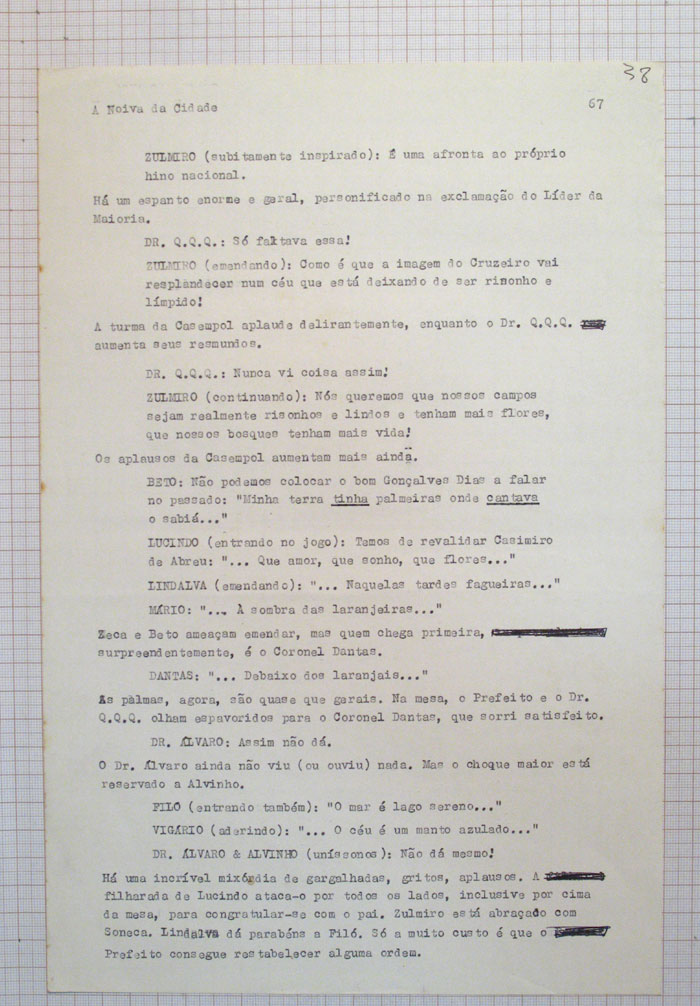 38
A Noiva da Cidade
67
ZULMIRO (subitamente inspirado): É uma afronta ao próprio
hino nacional.
Há um espanto enorme e geral, personificado na exclamação do Líder da
Maioria.
DR. Q.Q.Q.: Só faltava essa!
ZULMIRO (emendando): Como é que a imagem do Cruzeiro vai
resplandecer num céu que está deixando de ser risonho e
límpido!
A turma da Casempol aplaude delirantemente, enquanto o Dr. Q.Q.Q.
aumenta seus resmundos.
DR. Q.Q.Q.: Nunca vi coisa assim!
ZULMIRO (continuando): Nós queremos que nossos campos
sejam realmente risonhos e lindos e tenham mais flores,
que nossos bosques tenham mais vida!
Os aplausos da Casempol aumentam mais ainda.
BETO: Não podemos colocar o bom Gonçalves Dias a falar
no passado: "Minha terra tinha palmeiras onde cantava
o sabiá..."
LUCINDO (entrando no jogo): Temos de revalidar Casimiro
de Abreu: "... Que amor, que sonho, que flores..."
LINDALVA (emendando): "... Naquelas tardes fagueiras..."
MÁRIO: "... À sombra das laranjeiras..."
Zeca e Beto ameaçam emendar, mas quem chega primeira,
surpreendentemente, é o Coronel Dantas.
DANTAS: "... Debaixo dos laranjais..."
As palmas, agora, são quase que gerais. Na mesa, o Prefeito e o Dr.
Q.Q.Q. olham espavoridos para o Coronel Dantas, que sorri satisfeito.
DR. ÁLVARO: Assim não dá.
O Dr. Álvaro ainda não viu (ou ouviu) nada. Mas o choque maior está
reservado a Alvinho.
FILÓ (entrando também): "O mar é lago sereno..."
VIGÁRIO (aderindo): "... O céu é um manto azulado..."
DR. ÁLVARO & ALVINHO (uníssonos): Não dá mesmo!
Há uma incrível mixórdia de gargalhadas, gritos, aplausos. A
filharada de Lucindo ataca-o por todos os lados, inclusive por cima
da mesa, para congratular-se com o pai. Zulmiro está abraçado com
Soneca. Lindalva dá parabéns a Filó. Só a muito custo é que o
Prefeito consegue restabelecer alguma ordem.